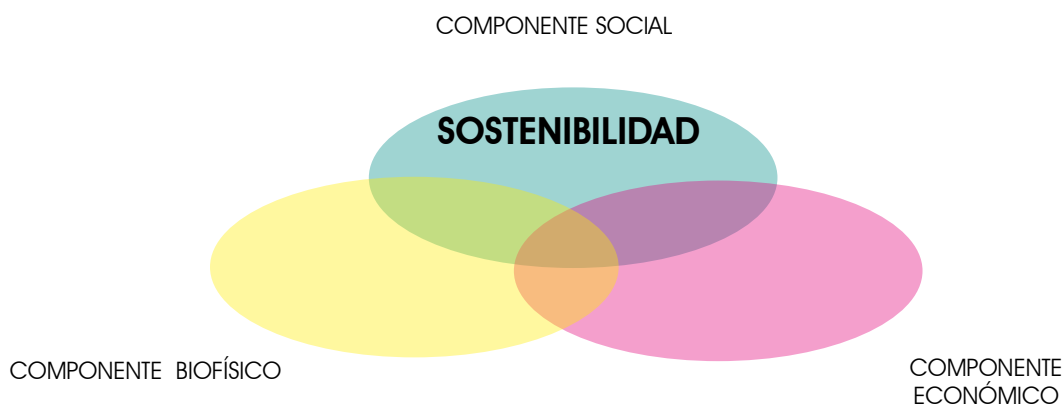 COMPONENTE SOCIAL
SOSTENIBILIDAD
COMPONENTE BIOFÍSICO
COMPONENTE
ECONÓMICO